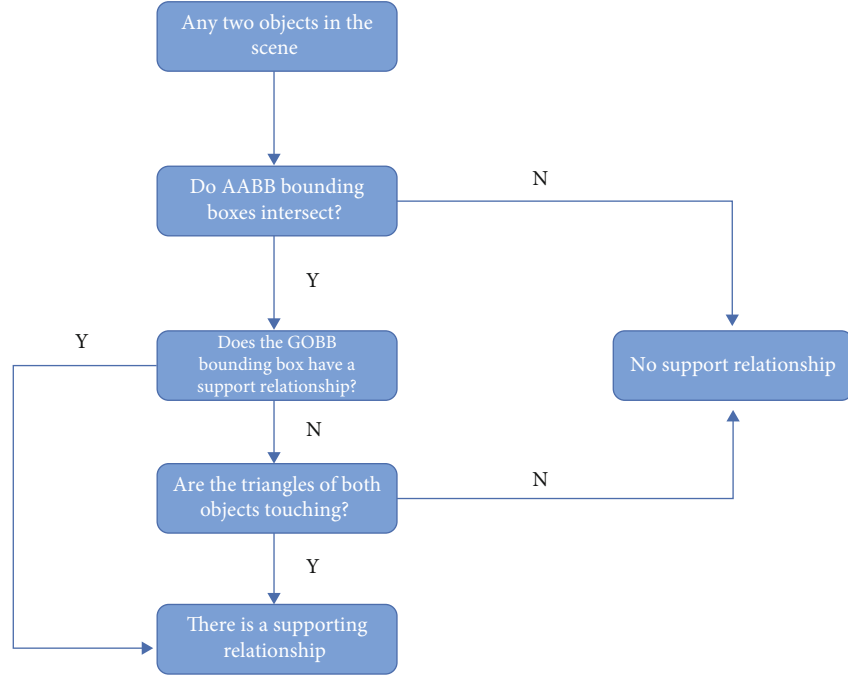 Any two objects in the
scene
Do AABB bounding
boxes intersect?
N
Y
Y
Does the GOBB
bounding box have a
support relationship?
No support relationship
N
Are the triangles of both
objects touching?
N
Y
There is a supporting
relationship